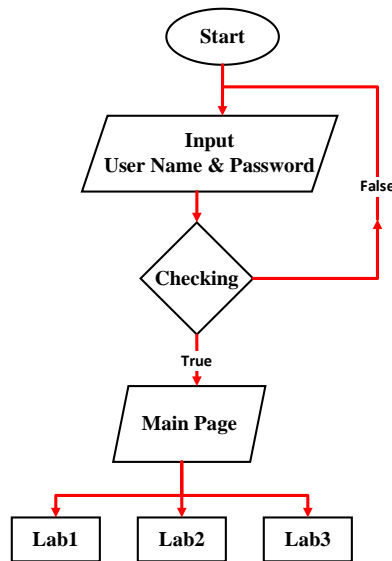 Start
Input
User Name & Password
False
Checking
True
Main Page
Lab1
Lab2
Lab3